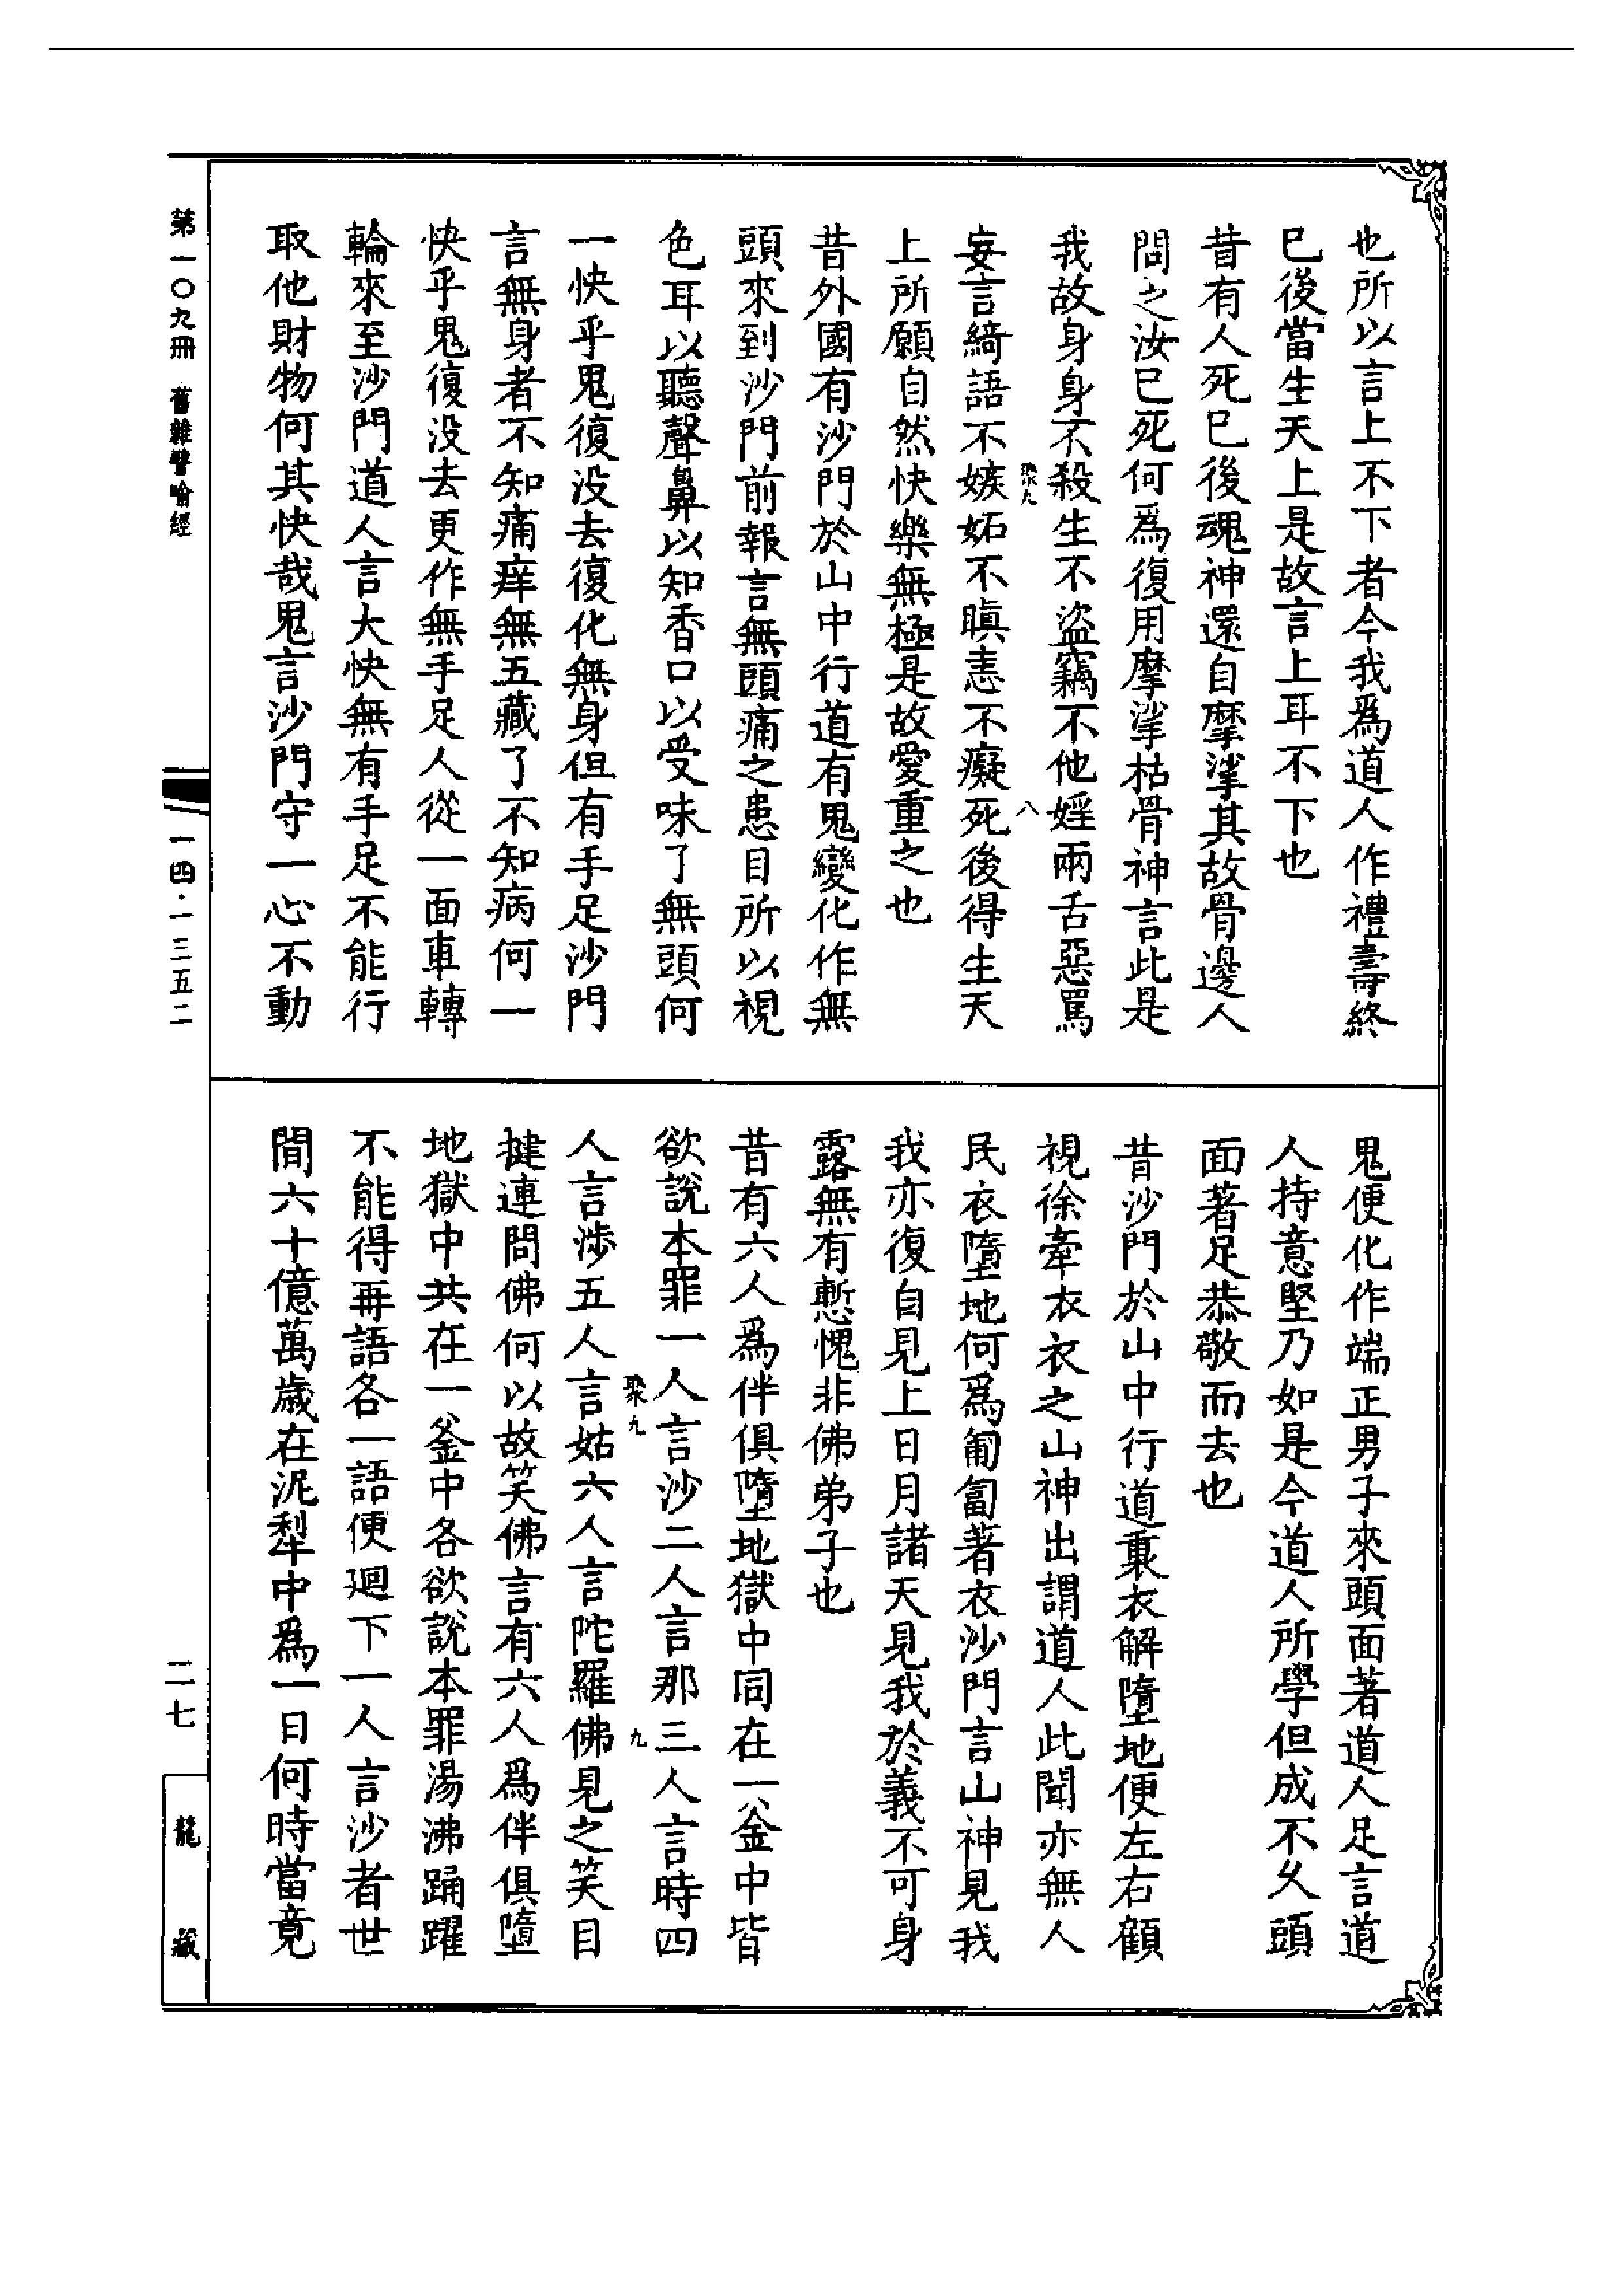 也所以言上不下者今我為道人作禮壽終
已後當生天上是故言上耳不下也
昔有人死已後魂神還自摩挲其故骨邊人
問之汝已死何為復用摩挲枯骨神言此是
我故身身不殺生不盜竊不他婬兩舌惡罵
聚九
八
妄言綺語不嫉妬不瞋恚不癡死後得生天
上所願自然快樂無極是故愛重之也
昔外國有沙門於山中行道有鬼變化作無
頭來到沙門前報言無頭痛之患目所以視
色耳以聽聲鼻以知香口以受味了無頭何
一快乎鬼復没去復化無身但有手足沙門
言無身者不知痛痒無五藏了不知病何一
快乎鬼復没去更作無手足人從一面車轉
輪來至沙門道人言大快無有手足不能行
取他財物何其快哉鬼言沙門守一心不動
鬼便化作端正男子來頭面著道人足言道
人持意堅乃如是今道人所學但成不久頭
面著足恭敬而去也
昔沙門於山中行道裏衣解墮地便左右顧
視徐牽衣衣之山神出謂道人此聞亦無人
民衣墮地何為匍匐著衣沙門言山神見我
我亦復自見上日月諸天見我於義不可身
露無有慙愧非佛弟子也
昔有六人為伴俱墮地獄中同在一釜中皆
欲說本罪一人言沙二人言那三人言時四
聚九
九
人言涉五人言姑六人言陀羅佛見之笑目
揵連問佛何以故笑佛言有六人為伴俱墮
地獄中共在一釜中各欲說本罪湯沸踊躍
不能得再語各一語便廻下一人言沙者世
間六十億萬歲在泥犁中為一日何時當竟
第一〇九冊 舊雜譬喻經
一四·一三五二
二七
龍藏